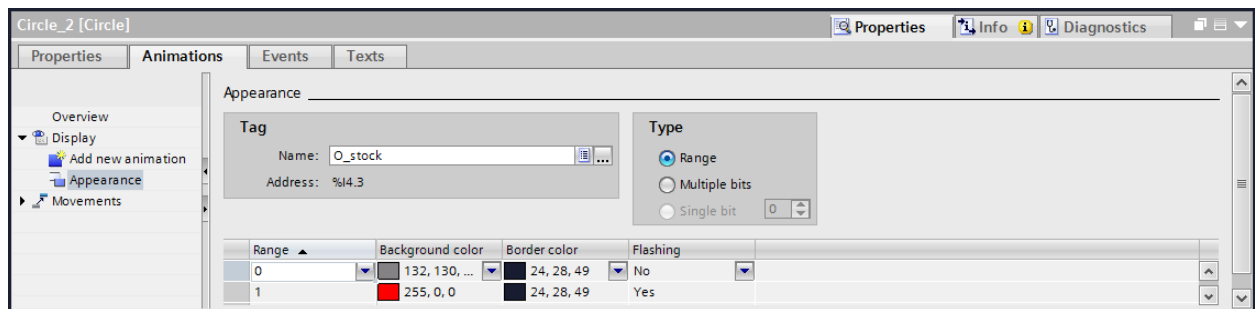 Circle_2 [Circle]
Properties Info Diagnostics
Properties Animations Events Texts
Appearance
Overview
Display
Add new animation
Appearance
Movements
Tag
Name: O_stock ...
Address: %I4.3
Type
Range
Multiple bits
Single bit 0
Range Background color Border color Flashing
0 132, 130, ... 24, 28, 49 No
1 255, 0, 0 24, 28, 49 Yes